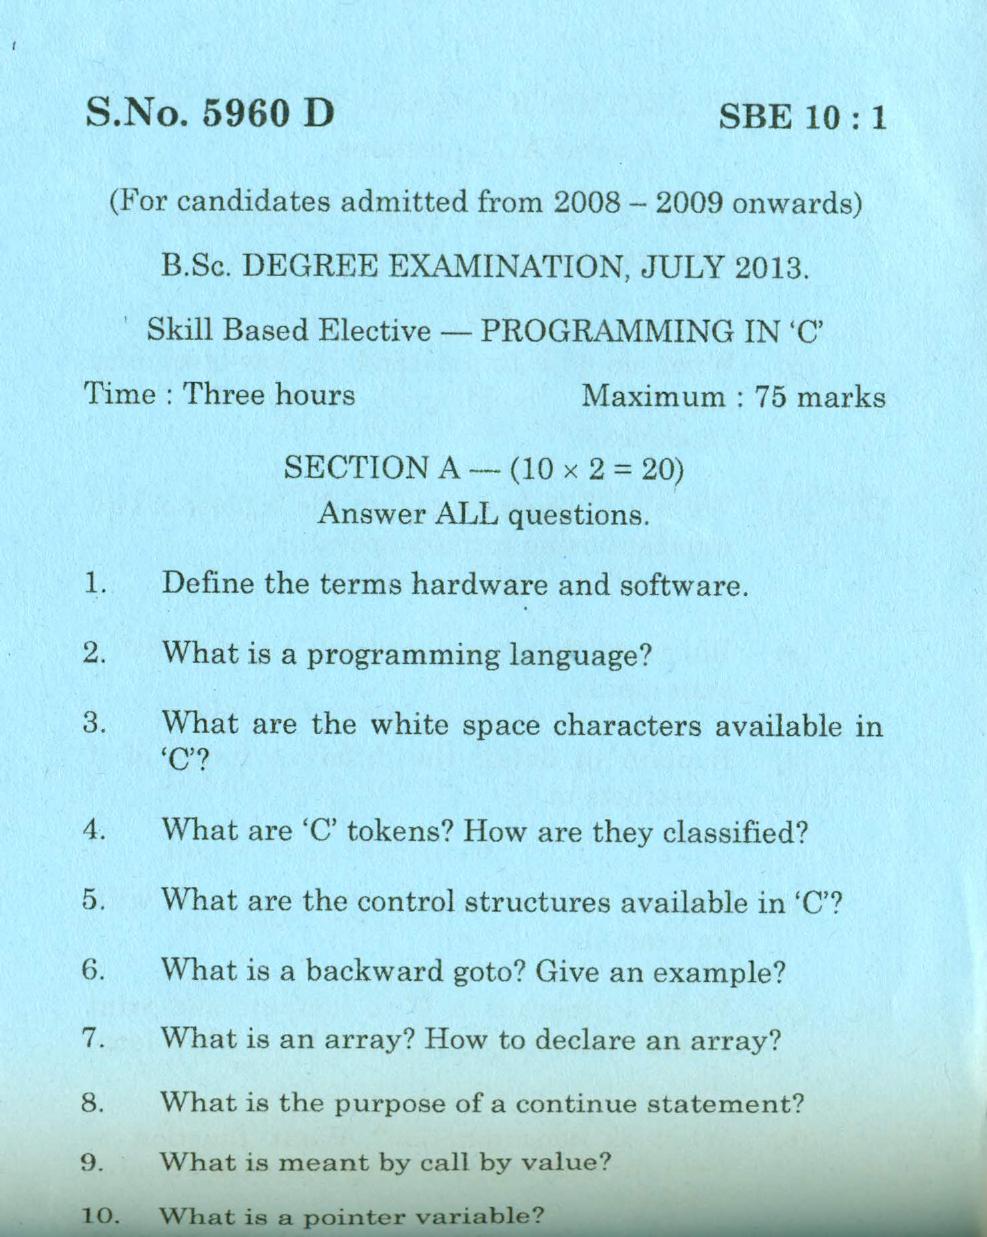 S.No. 5960 D SBE 10 : 1
(For candidates admitted from 2008 – 2009 onwards)
B.Sc. DEGREE EXAMINATION, JULY 2013.
Skill Based Elective — PROGRAMMING IN ‘C’
Time : Three hours Maximum : 75 marks
SECTION A — (10 × 2 = 20)
Answer ALL questions.
1. Define the terms hardware and software.
2. What is a programming language?
3. What are the white space characters available in
‘C’?
4. What are ‘C’ tokens? How are they classified?
5. What are the control structures available in ‘C’?
6. What is a backward goto? Give an example?
7. What is an array? How to declare an array?
8. What is the purpose of a continue statement?
9. What is meant by call by value?
10. What is a pointer variable?